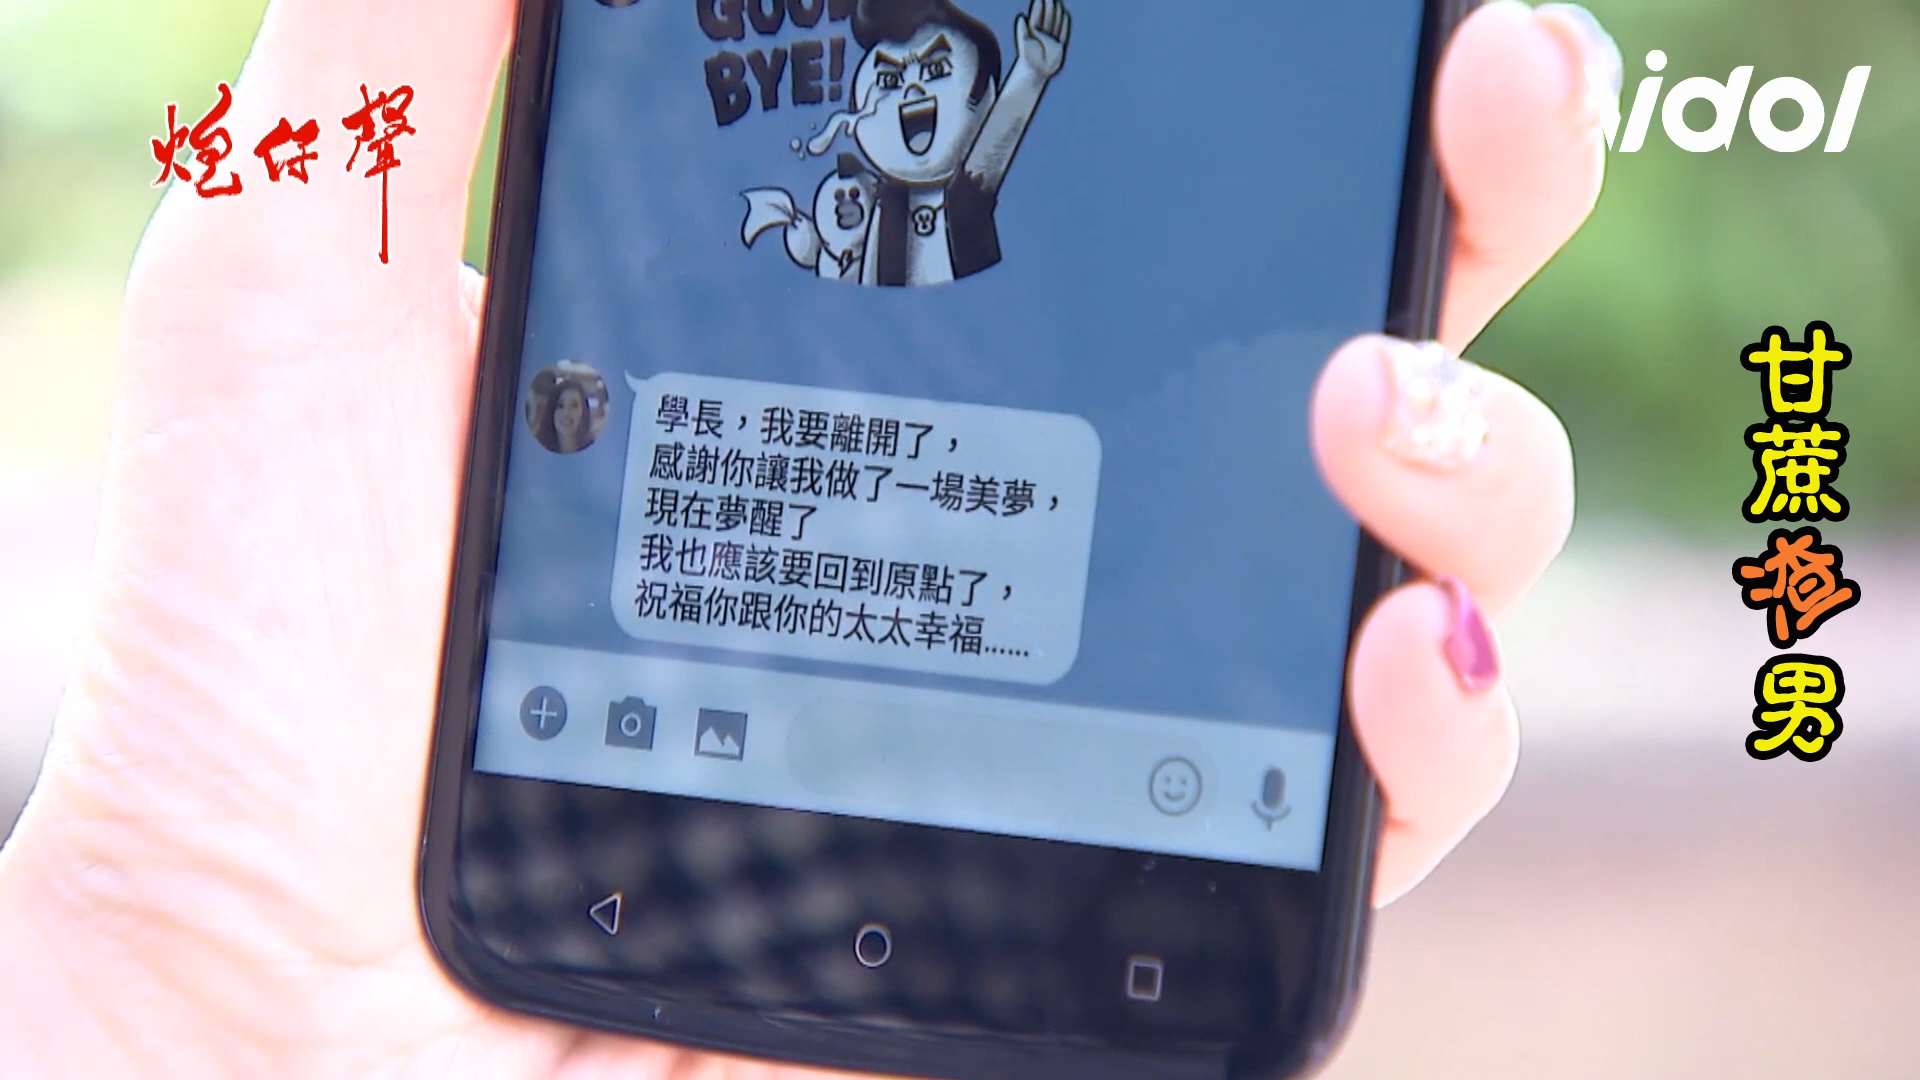 GOOD
BYE!
炮仔聲
idol
學長，我要離開了，
感謝你讓我做了一場美夢，
現在夢醒了
我也應該要回到原點了，
祝福你跟你的太太幸福......
甘蔗渣男